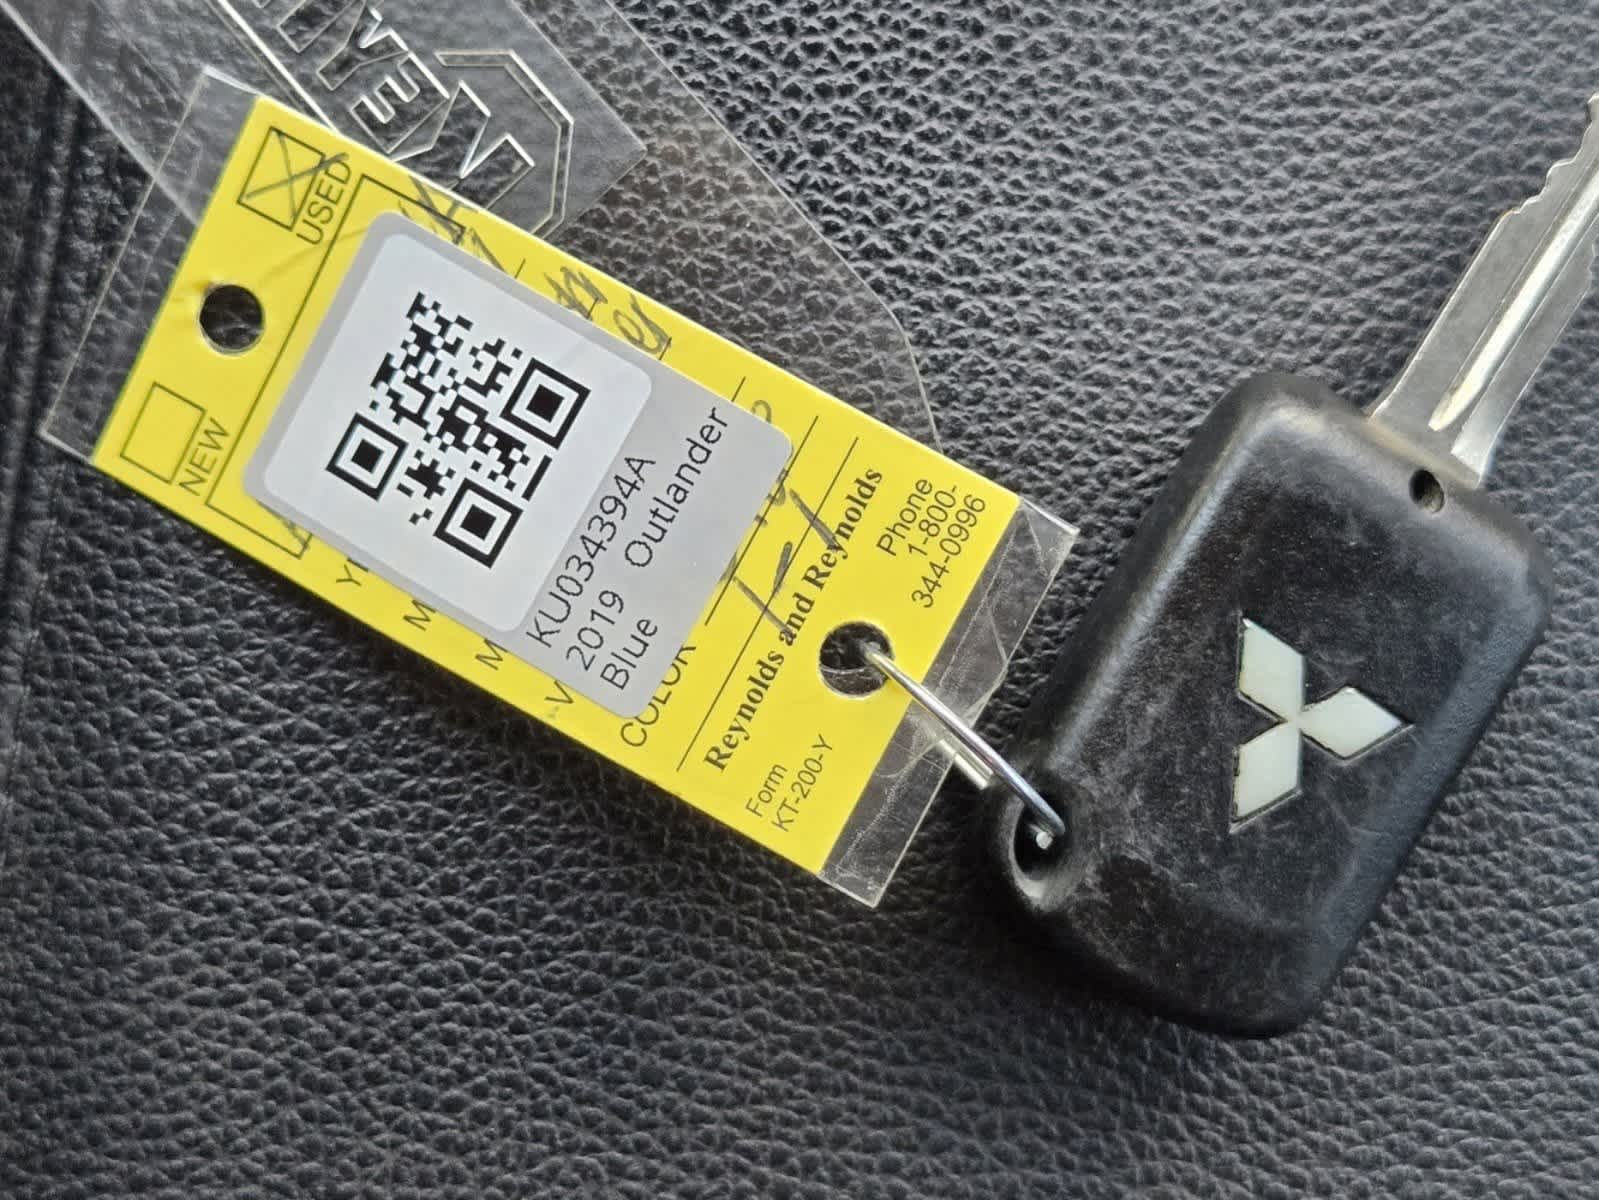 USED
NEW
KU034394A
2019 Outlander
Blue
COLOR
Reynolds and Reynolds
Form
KT-200-Y
Phone
1-800-
344-0996